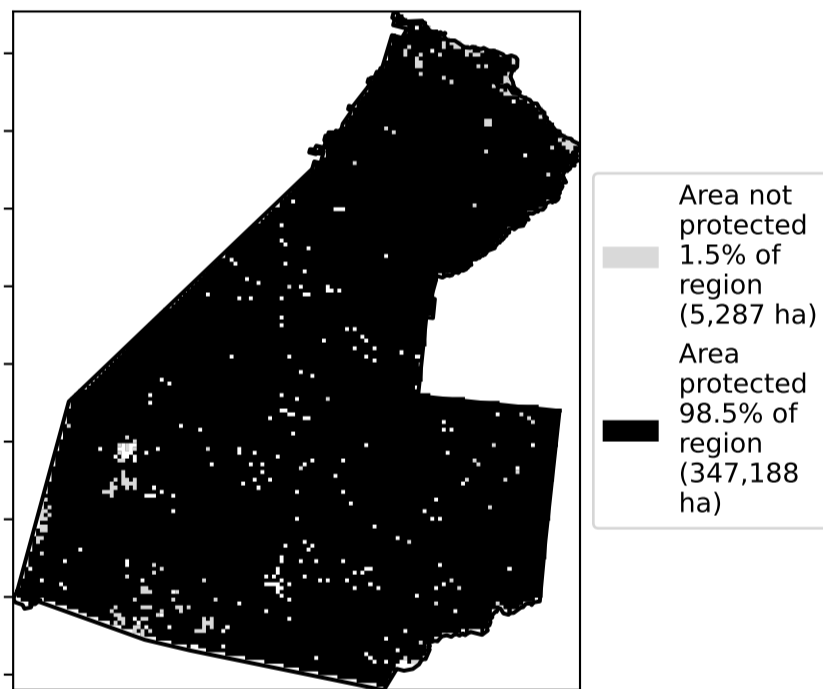 Area not
protected
1.5% of
region
(5,287 ha)
Area
protected
98.5% of
region
(347,188
ha)